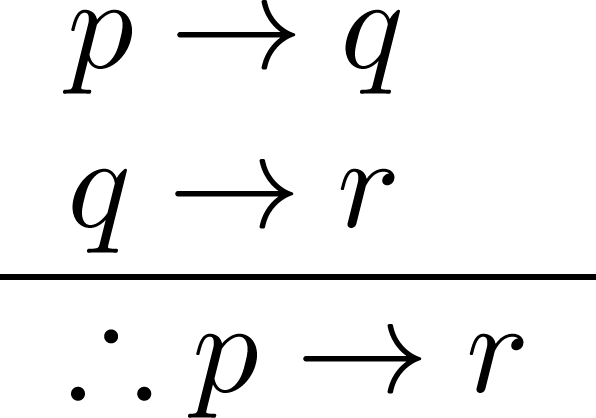 p → q
q → r
∴ p → r